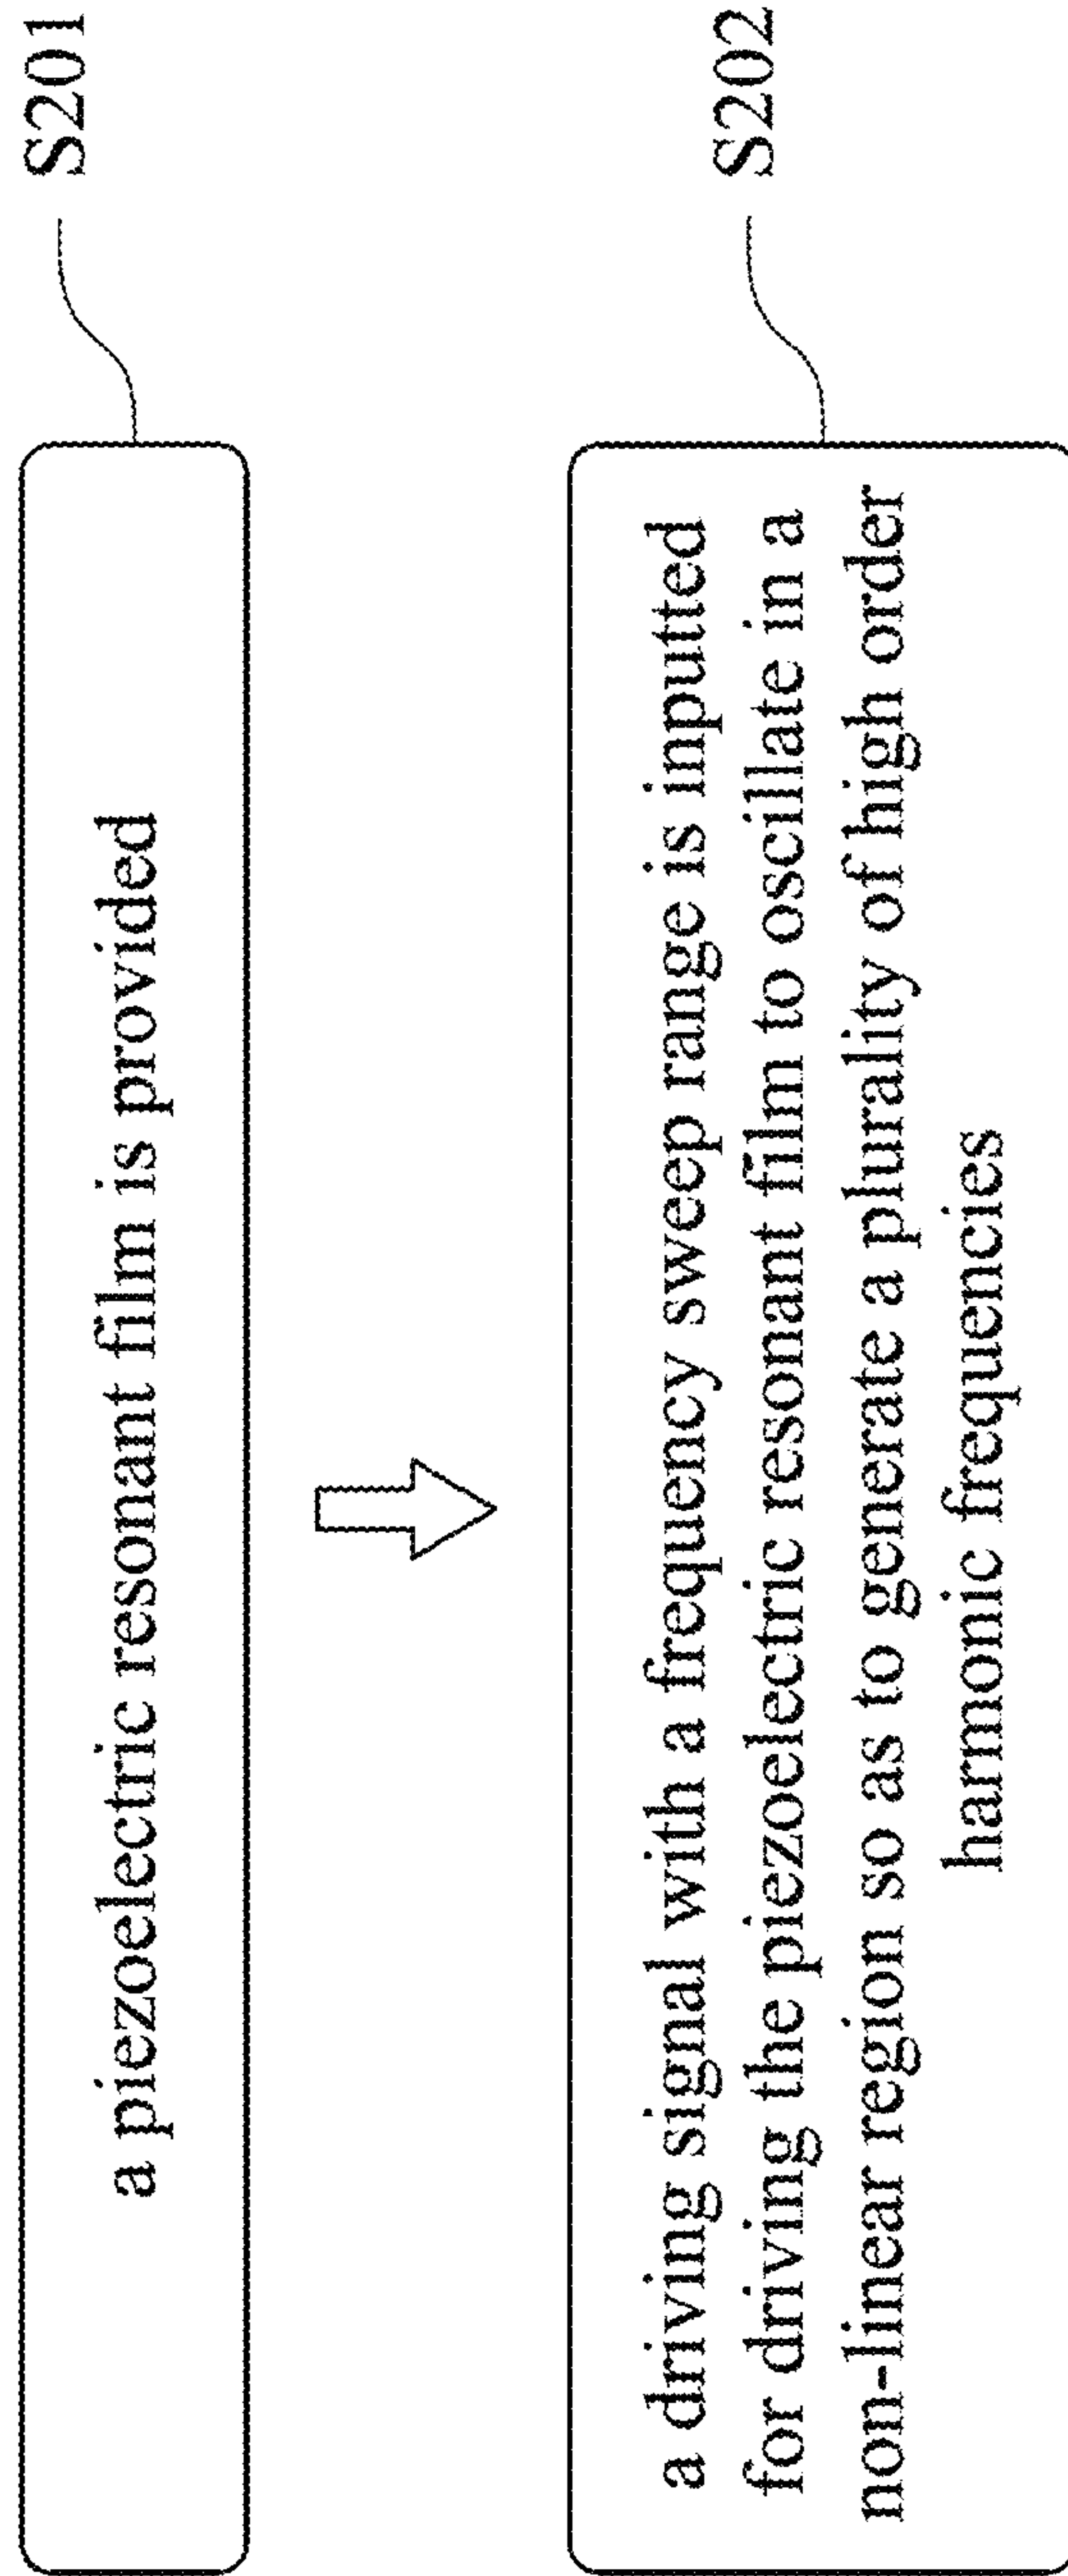 a piezoelectric resonant film is provided
S201
a driving signal with a frequency sweep range is inputted
for driving the piezoelectric resonant film to oscillate in a
non-linear region so as to generate a plurality of high order
harmonic frequencies
S202